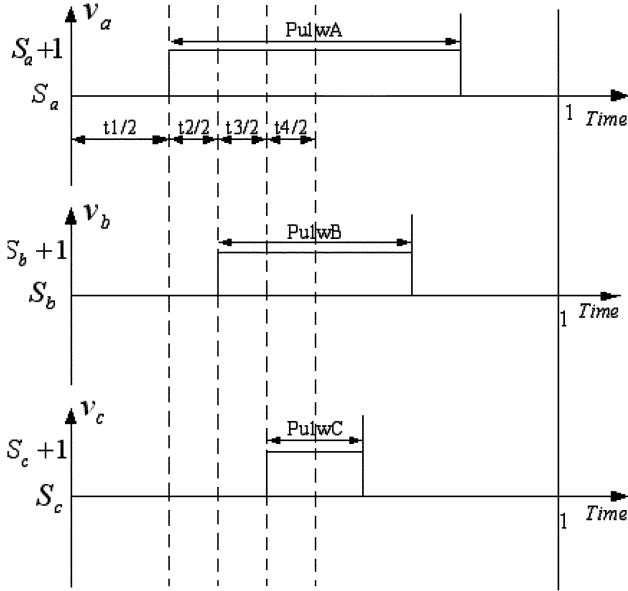 v_a
PulwA
S_a+1
S_a
t1/2 t2/2 t3/2 t4/2
1 Time
v_b
PulwB
S_b+1
S_b
1 Time
v_c
PulwC
S_c+1
S_c
1 Time